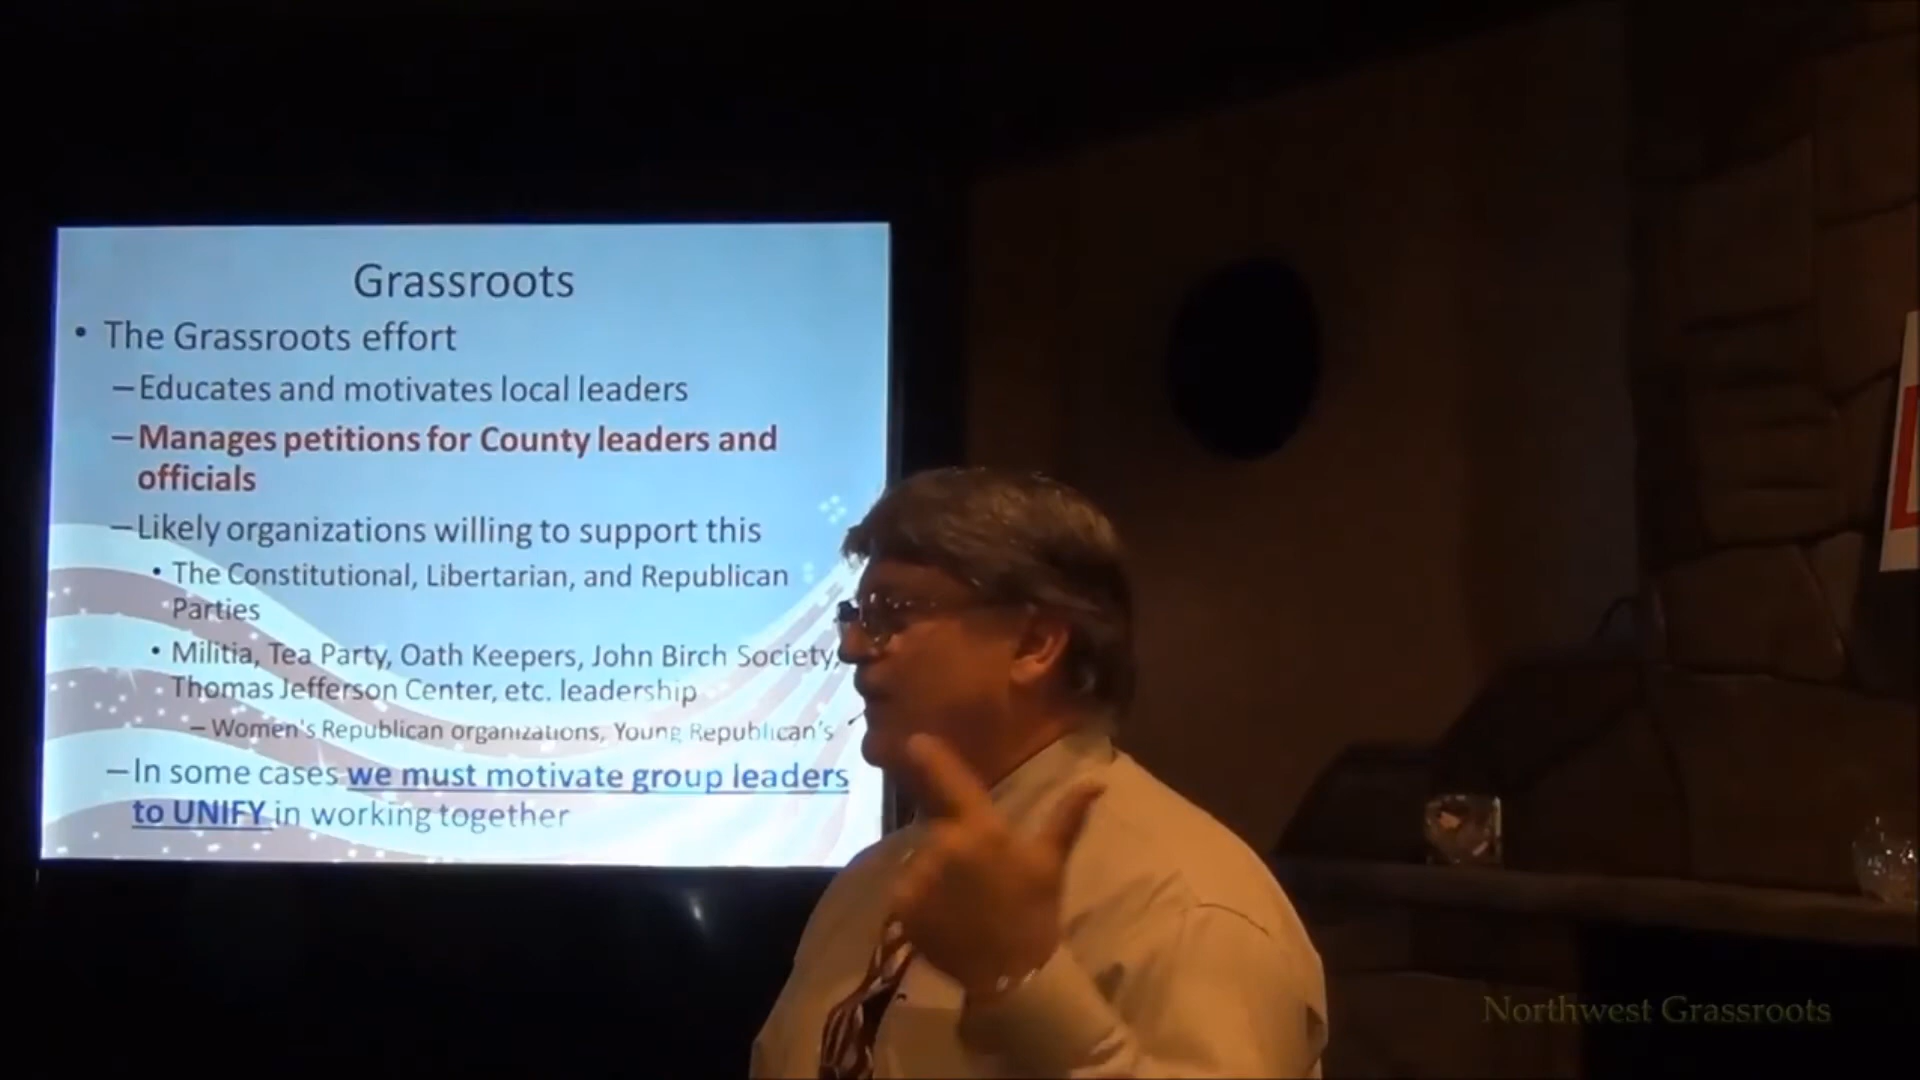 Grassroots
• The Grassroots effort
– Educates and motivates local leaders
– Manages petitions for County leaders and
officials
– Likely organizations willing to support this
• The Constitutional, Libertarian, and Republican
Parties
• Militia, Tea Party, Oath Keepers, John Birch Society,
Thomas Jefferson Center, etc. leadership
– Women's Republican organizations, Young Republican's
– In some cases we must motivate group leaders
to UNIFY in working together
Northwest Grassroots